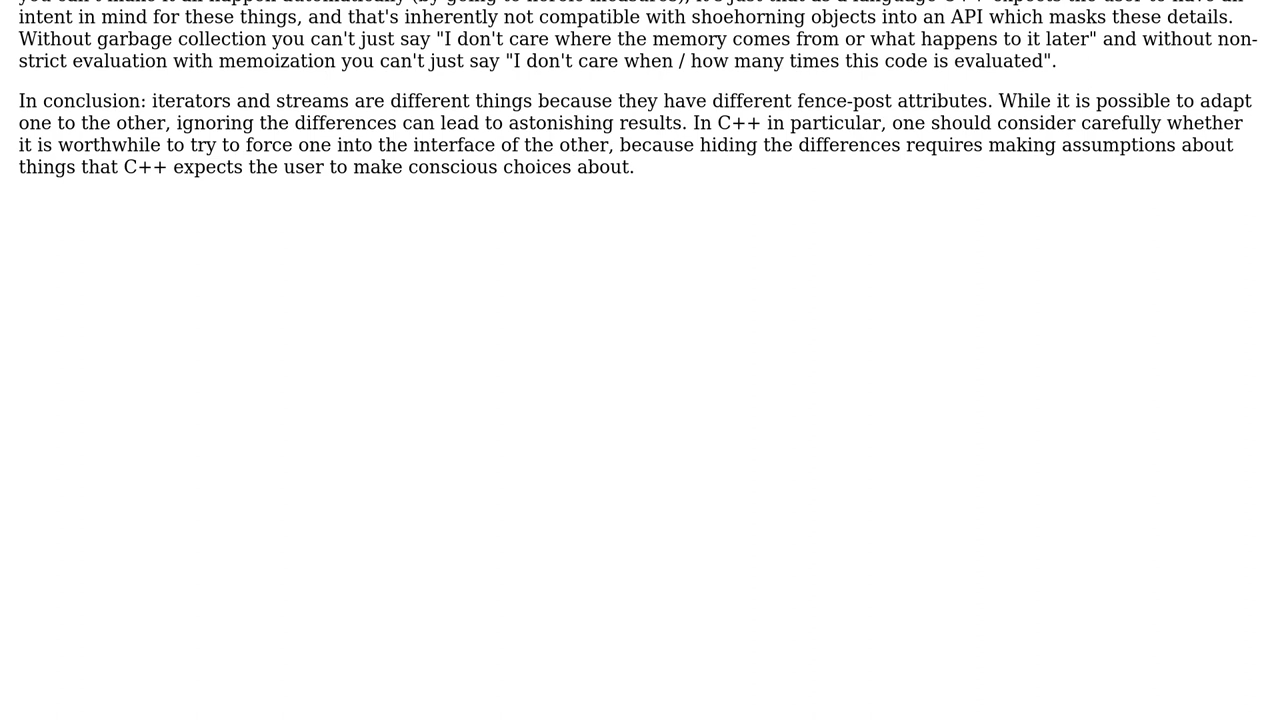 intent in mind for these things, and that's inherently not compatible with shoehorning objects into an API which masks these details.
Without garbage collection you can't just say "I don't care where the memory comes from or what happens to it later" and without non-
strict evaluation with memoization you can't just say "I don't care when / how many times this code is evaluated".
In conclusion: iterators and streams are different things because they have different fence-post attributes. While it is possible to adapt
one to the other, ignoring the differences can lead to astonishing results. In C++ in particular, one should consider carefully whether
it is worthwhile to try to force one into the interface of the other, because hiding the differences requires making assumptions about
things that C++ expects the user to make conscious choices about.